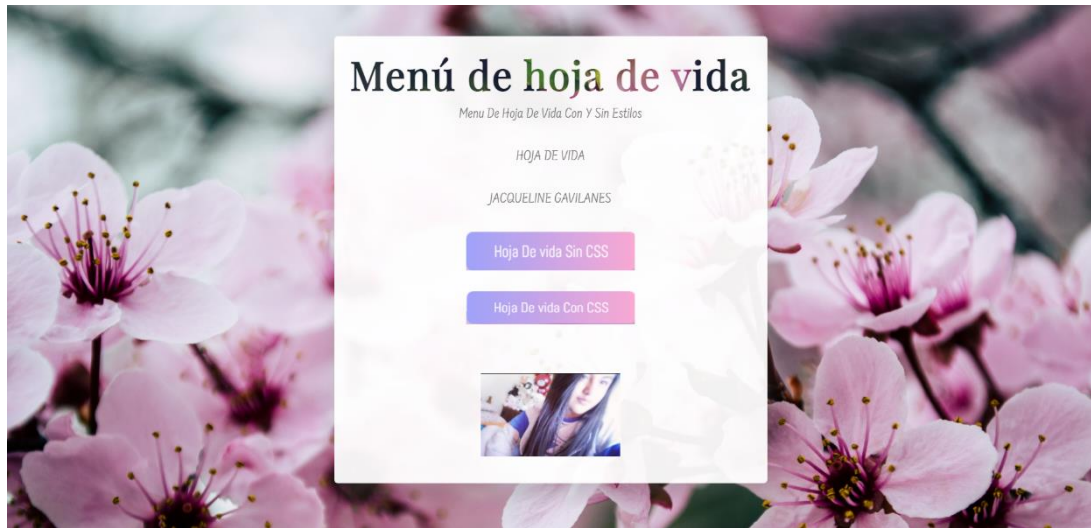 Menú de hoja de vida
Menu De Hoja De Vida Con Y Sin Estilos
HOJA DE VIDA
JACQUELINE GAVILANES
Hoja De vida Sin CSS
Hoja De vida Con CSS